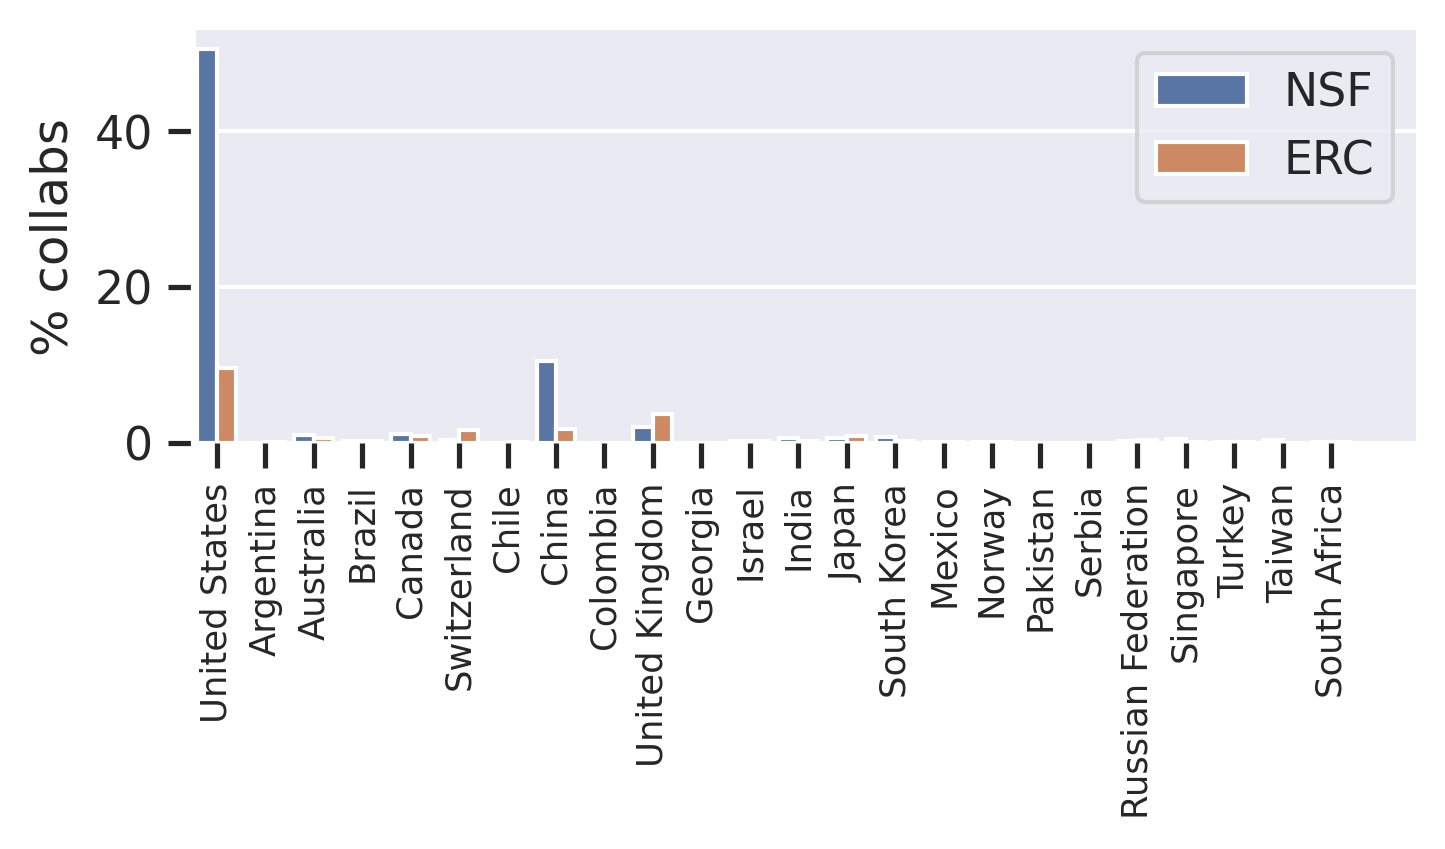 % collabs
40
20
0
NSF
ERC
United States
Argentina
Australia
Brazil
Canada
Switzerland
Chile
China
Colombia
United Kingdom
Georgia
Israel
India
Japan
South Korea
Mexico
Norway
Pakistan
Serbia
Russian Federation
Singapore
Turkey
Taiwan
South Africa